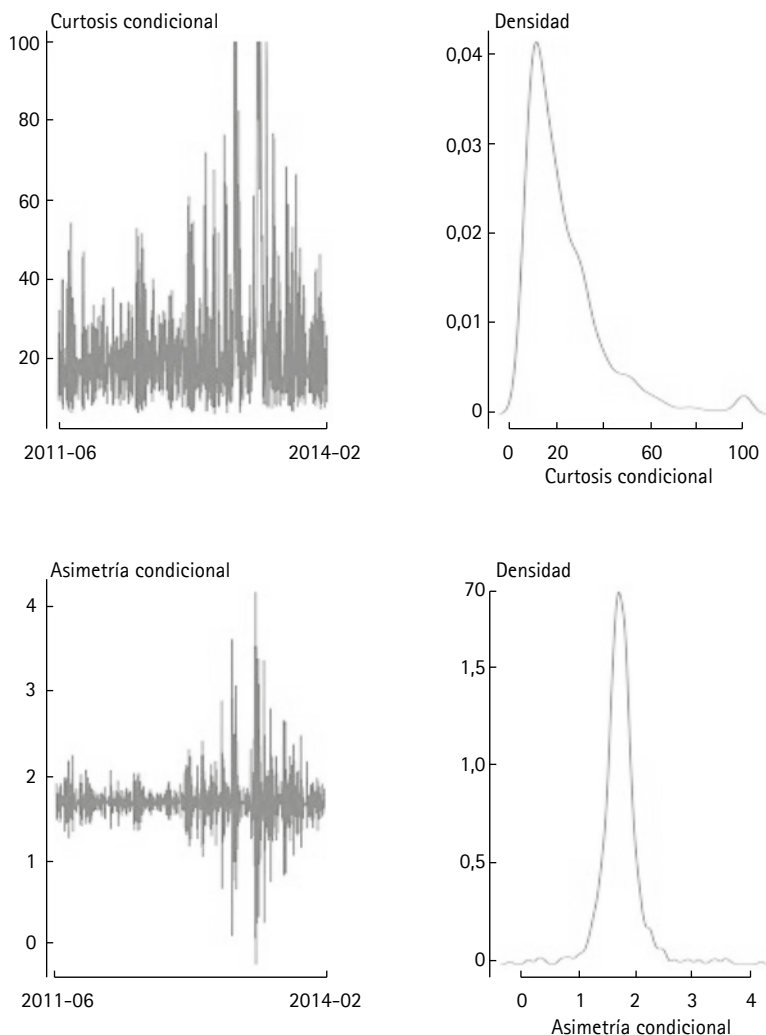 Curtosis condicional
100
80
60
40
20
2011-06 2014-02
Densidad
0,04
0,03
0,02
0,01
0
0 20 60 100
Curtosis condicional
Asimetría condicional
4
3
2
1
0
2011-06 2014-02
Densidad
70
1,5
1,0
0,5
0
0 1 2 3 4
Asimetría condicional